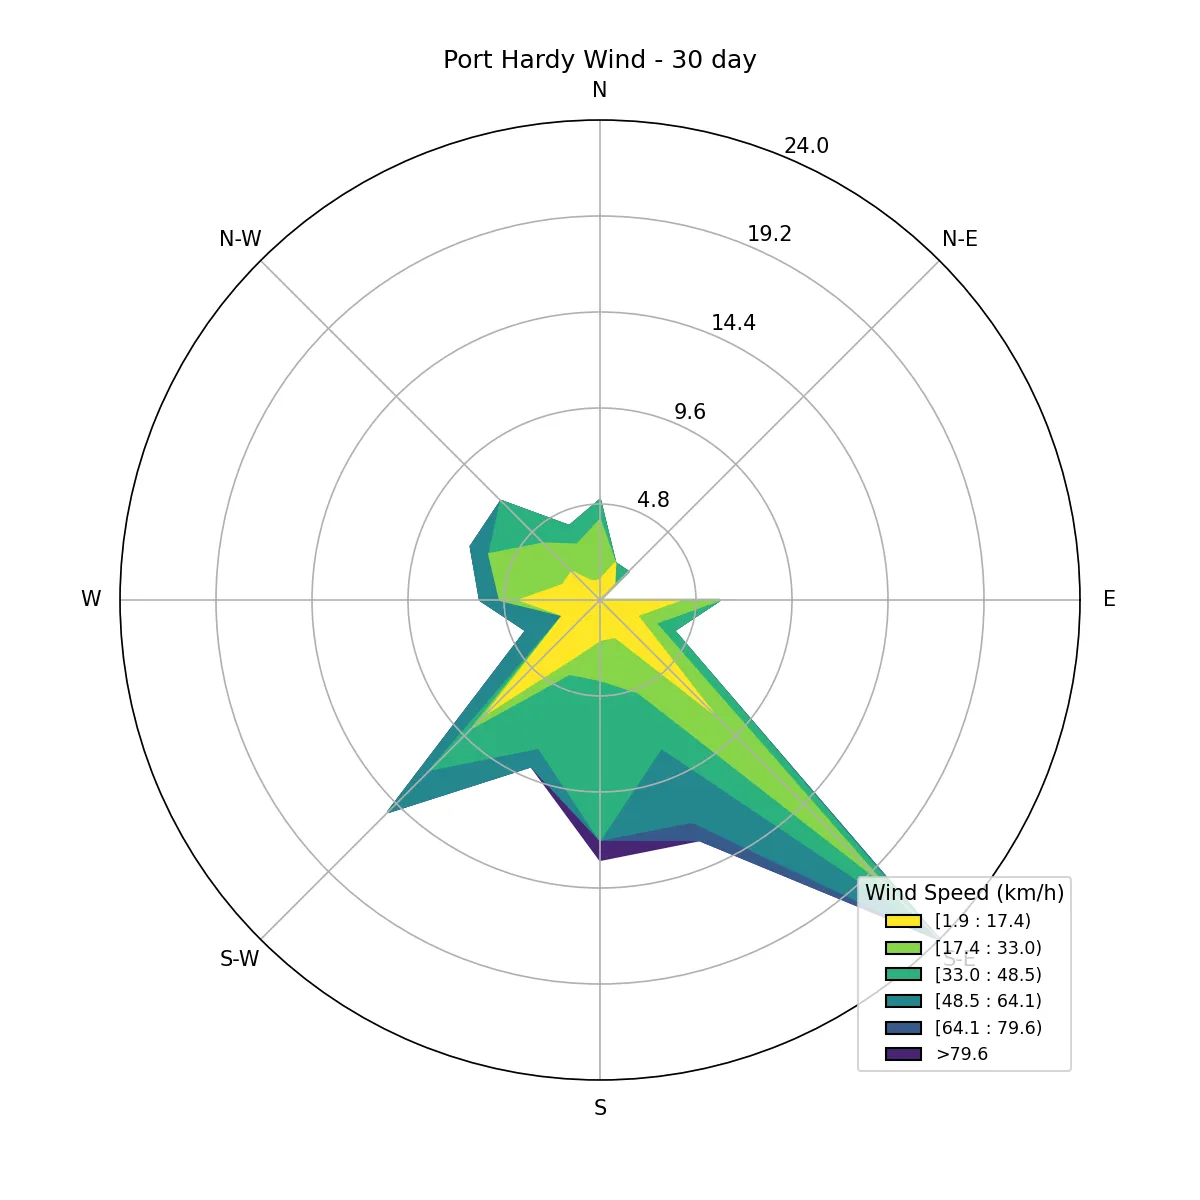 Port Hardy Wind - 30 day
N
24.0
N-W
N-E
19.2
14.4
9.6
4.8
W
E
S-W
S-E
Wind Speed (km/h)
[1.9 : 17.4)
[17.4 : 33.0)
[33.0 : 48.5)
[48.5 : 64.1)
[64.1 : 79.6)
>79.6
S